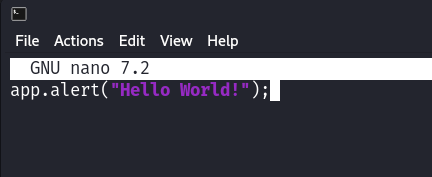 File Actions Edit View Help
GNU nano 7.2
app.alert("Hello World!");